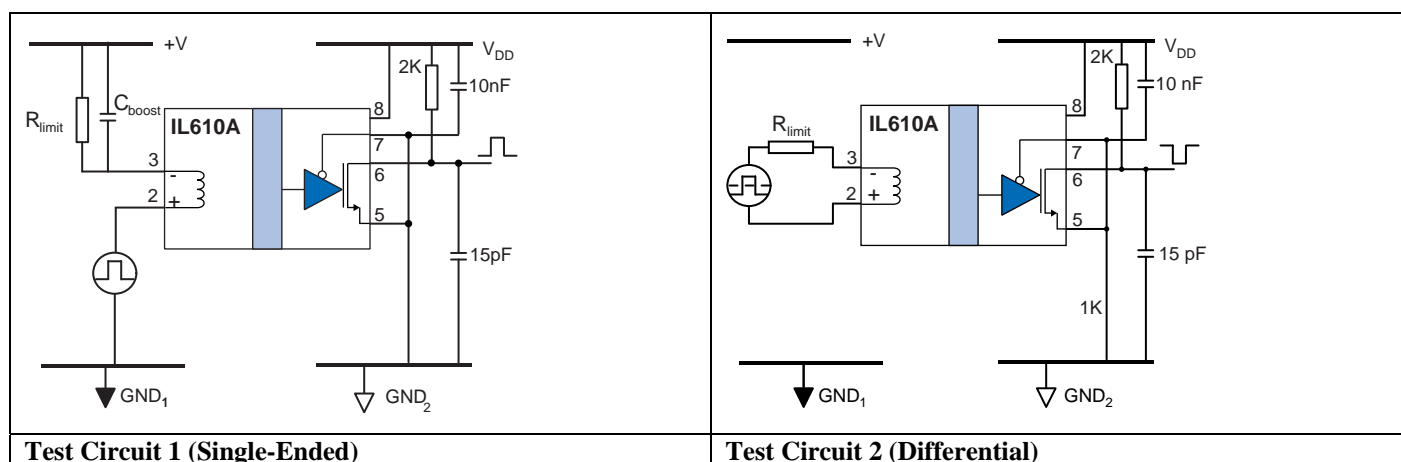 +V
V_DD
2K
10nF
C_boost
R_limit
IL610A
8
7
3
-
6
2
+
5
15pF
GND_1
GND_2
Test Circuit 1 (Single-Ended)
+V
V_DD
2K
10 nF
8
IL610A
R_limit
7
3
-
6
2
+
5
15 pF
1K
GND_1
GND_2
Test Circuit 2 (Differential)